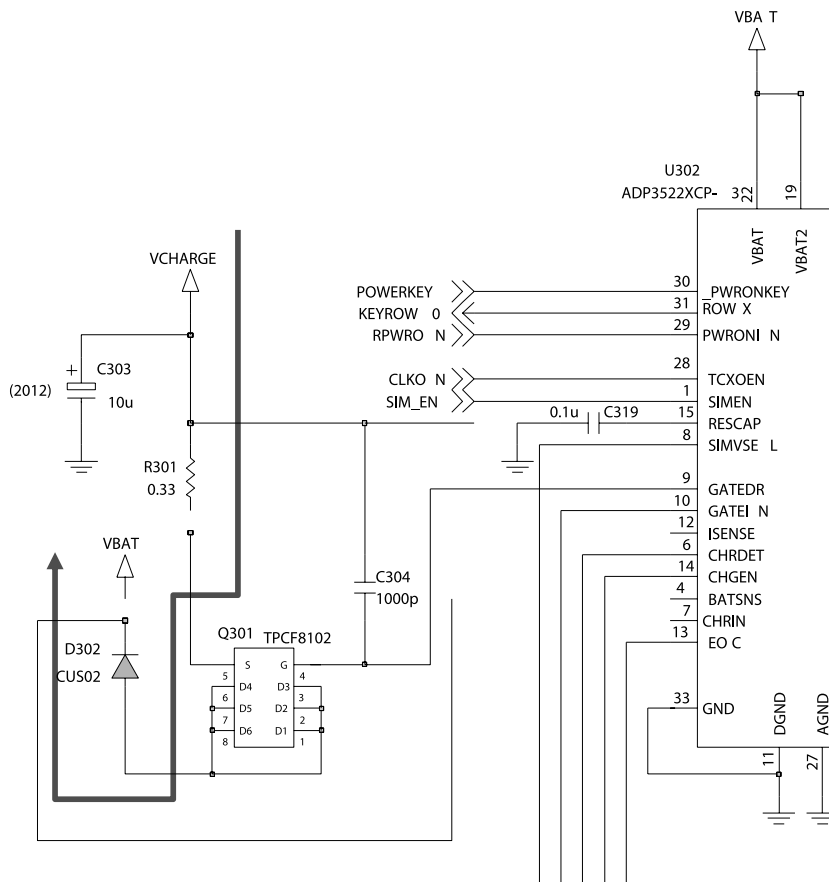 VBA T
U302
ADP3522XCP- 3
22
19
VBAT
VBAT2
VCHARGE
POWERKEY
30
_PWRONKEY
KEYROW 0
31
ROW X
RPWRO N
29
PWRONI N
+
C303
(2012)
10u
28
CLKO N
TCXOEN
SIM_EN
1
SIMEN
0.1u
C319
15
RESCAP
8
SIMVSE L
R301
0.33
9
GATEDR
10
GATEI N
12
ISENSE
VBAT
6
CHRDET
C304
1000p
14
CHGEN
4
BATSNS
7
CHRIN
Q301
TPCF8102
13
EO C
D302
CUS02
S
G
5
D4
D3
4
6
D5
D2
3
7
D6
D1
2
8
1
33
GND
DGND
AGND
11
27